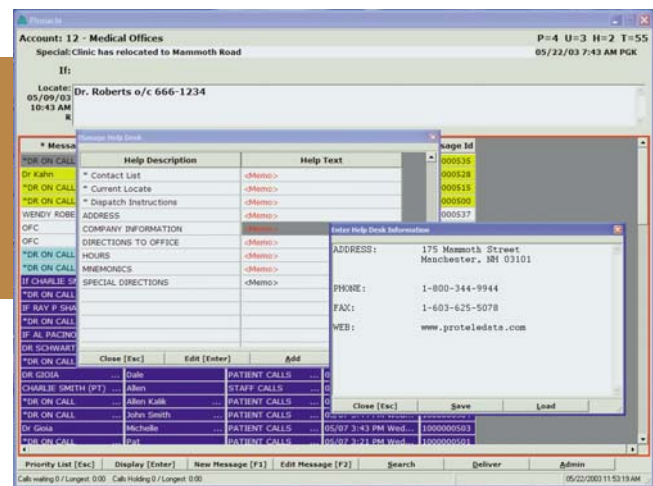 Pinnacle
Account: 12 - Medical Offices P=4 U=3 H=2 T=55
Special: Clinic has relocated to Mammoth Road 05/22/03 7:43 AM PGK
If:
Locate: Dr. Roberts o/c 666-1234
05/09/03
10:43 AM
R
* Messa
Manage Help Desk
sage Id
Help Description Help Text
*DR ON CALL * Contact List <Memo> 000535
Dr Kahn * Current Locate <Memo> 000528
*DR ON CALL * Dispatch Instructions <Memo> 000515
*DR ON CALL ADDRESS <Memo> 000500
WENDY ROBE COMPANY INFORMATION 000537
OFC DIRECTIONS TO OFFICE <Memo>
OFC HOURS <Memo>
*DR ON CALL MNEMONICS <Memo>
*DR ON CALL SPECIAL DIRECTIONS <Memo>
If CHARLIE SM
*DR ON CALL
IF RAY P SHA
*DR ON CALL
IF AL PACINO
DR SCHWART
*DR ON CALL
Close [Esc] Edit [Enter] Add
Enter Help Desk Information
ADDRESS: 175 Mammoth Street
Manchester, NH 03101
PHONE: 1-800-344-9944
FAX: 1-603-625-5078
WEB: www.proteledata.com
Close [Esc] Save Load
DR GIOIA ... Dale PATIENT CALLS ...
CHARLIE SMITH (PT) ... Allen STAFF CALLS ...
*DR ON CALL ... Allen Kalik ... PATIENT CALLS ...
*DR ON CALL ... John Smith ... PATIENT CALLS ...
Dr Gioia ... Michelle ... PATIENT CALLS ... 05/07 3:43 PM Wed... 1000000503
*DR ON CALL ... Pat ... PATIENT CALLS ... 05/07 3:21 PM Wed... 1000000501
Priority List [Esc] Display [Enter] New Message [F1] Edit Message [F2] Search Deliver Admin
Calls waiting 0 / Longest 0:00 Calls Holding 0 / Longest 0:00 05/22/2003 11:53:19 AM